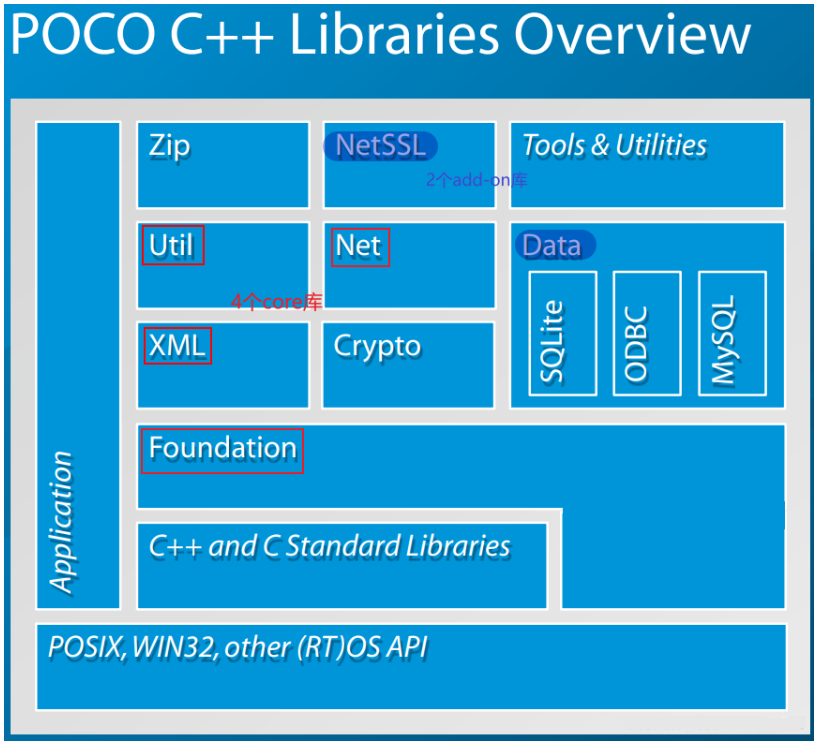 POCO C++ Libraries Overview
Zip
NetSSL
Tools & Utilities
2个add-on库
Util
Net
Data
4个core库
SQLite
ODBC
MySQL
XML
Crypto
Foundation
Application
C++ and C Standard Libraries
POSIX, WIN32, other (RT)OS API